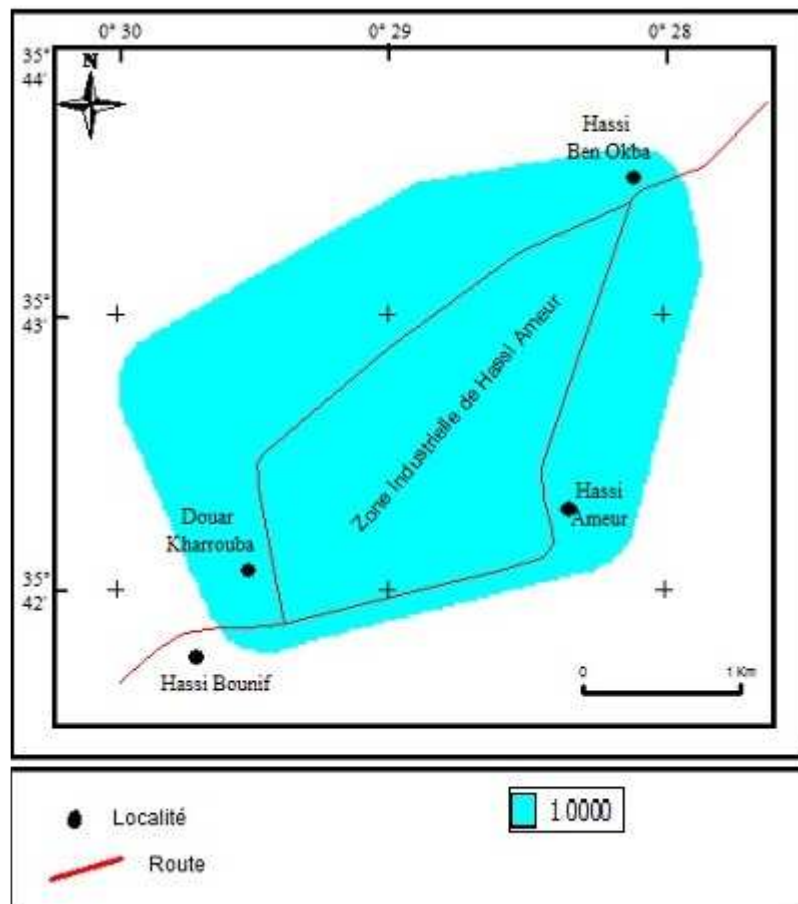 0° 30
0° 29
0° 28
35°
44'
N
Hassi
Ben Okba
35°
43'
Zone Industrielle de Hassi Ameur
Hassi
Ameur
Douar
Kharrouba
35°
42'
Hassi Bounif
0
1 Km
Localité
1.0000
Route